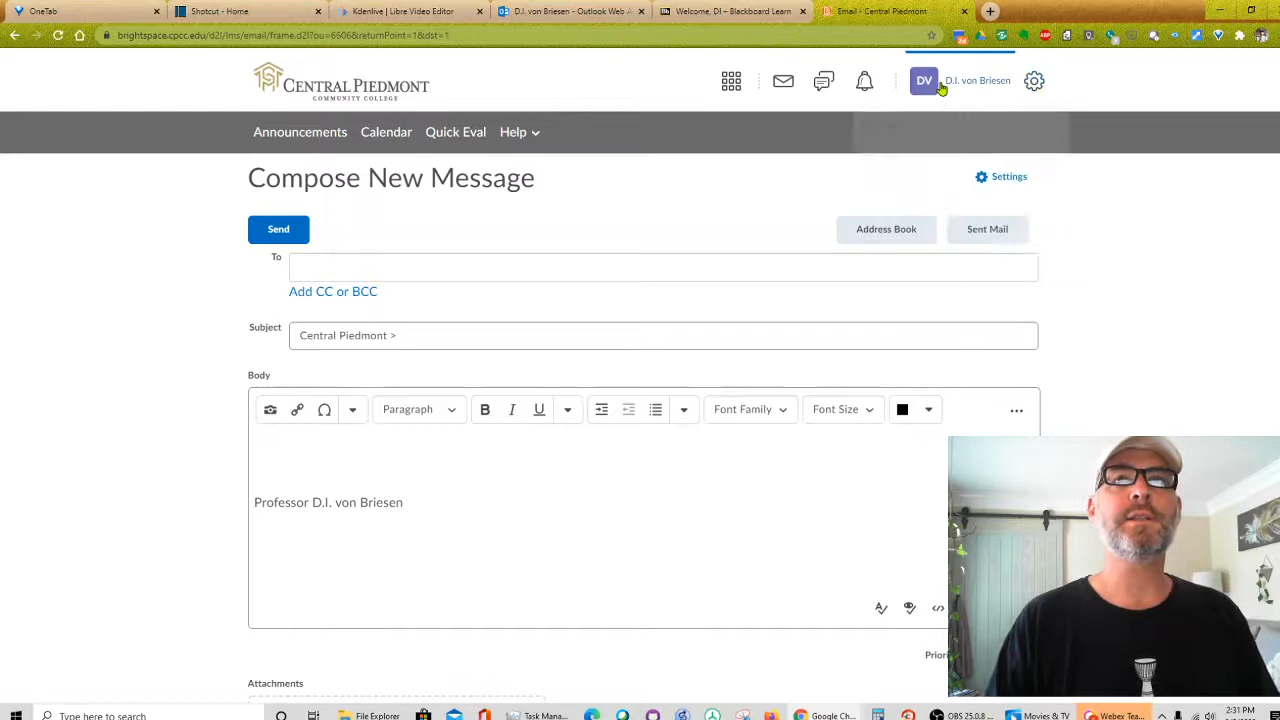 OneTab
Shotcut - Home
Kdenlive | Libre Video Editor
D.I. von Briesen - Outlook Web A
Welcome, DI – Blackboard Learn
Email - Central Piedmont
brightspace.cpcc.edu/d2l/lms/email/frame.d2l?ou=6606&returnPoint=1&dst=1
CENTRAL PIEDMONT
COMMUNITY COLLEGE
DV
D.I. von Briesen
Announcements
Calendar
Quick Eval
Help
Compose New Message
Settings
Send
Address Book
Sent Mail
To
Add CC or BCC
Subject
Central Piedmont >
Body
Paragraph
B
I
U
Font Family
Font Size
Professor D.I. von Briesen
Priori
Attachments
Type here to search
File Explorer
Task Mana...
Google Ch...
OBS 25.0.8
Movies & TV
Webex Tea...
2:31 PM